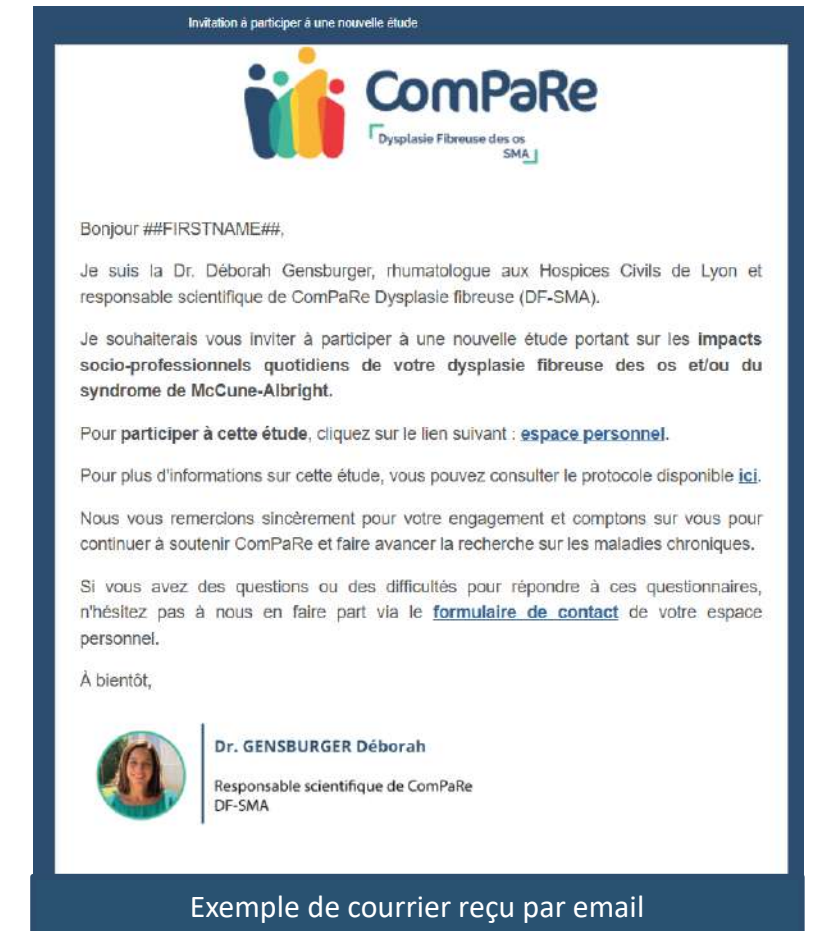 Invitation à participer à une nouvelle étude
ComPaRe
Dysplasie Fibreuse des os
SMA
Bonjour ##FIRSTNAME##,
Je suis la Dr. Déborah Gensburger, rhumatologue aux Hospices Civils de Lyon et
responsable scientifique de ComPaRe Dysplasie fibreuse (DF-SMA).
Je souhaiterais vous inviter à participer à une nouvelle étude portant sur les impacts
socio-professionnels quotidiens de votre dysplasie fibreuse des os et/ou du
syndrome de McCune-Albright.
Pour participer à cette étude, cliquez sur le lien suivant : espace personnel.
Pour plus d'informations sur cette étude, vous pouvez consulter le protocole disponible ici.
Nous vous remercions sincèrement pour votre engagement et comptons sur vous pour
continuer à soutenir ComPaRe et faire avancer la recherche sur les maladies chroniques.
Si vous avez des questions ou des difficultés pour répondre à ces questionnaires,
n'hésitez pas à nous en faire part via le formulaire de contact de votre espace
personnel.
À bientôt,
Dr. GENSBURGER Déborah
Responsable scientifique de ComPaRe
DF-SMA
Exemple de courrier reçu par email